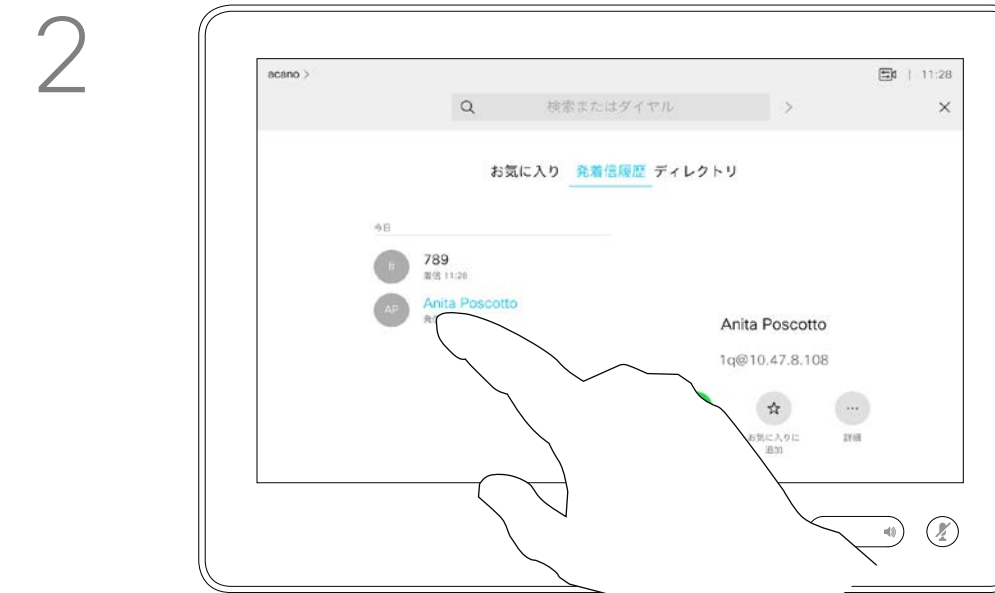 2
acano >
11:28
検索またはダイヤル
お気に入り 発着信履歴 ディレクトリ
今日
789
着信 11:28
AP
Anita Poscotto
Anita Poscotto
1q@10.47.8.108
お気に入りに
追加
詳細